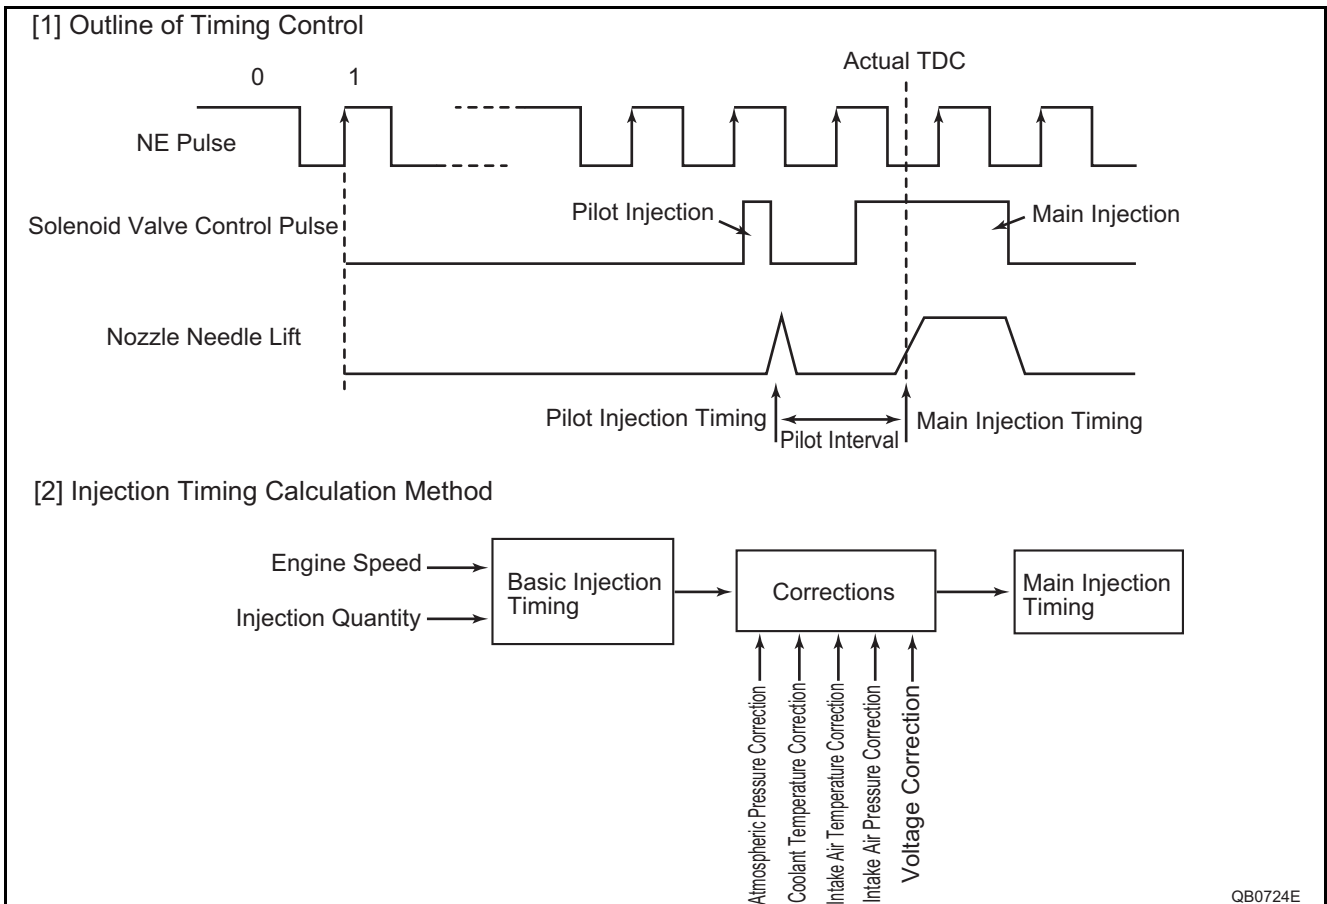 [1] Outline of Timing Control
Actual TDC
0 1
NE Pulse
Solenoid Valve Control Pulse
Pilot Injection
Main Injection
Nozzle Needle Lift
Pilot Injection Timing
Pilot Interval
Main Injection Timing
[2] Injection Timing Calculation Method
Engine Speed
Injection Quantity
Basic Injection
Timing
Corrections
Main Injection
Timing
Atmospheric Pressure Correction
Coolant Temperature Correction
Intake Air Temperature Correction
Intake Air Pressure Correction
Voltage Correction
QB0724E